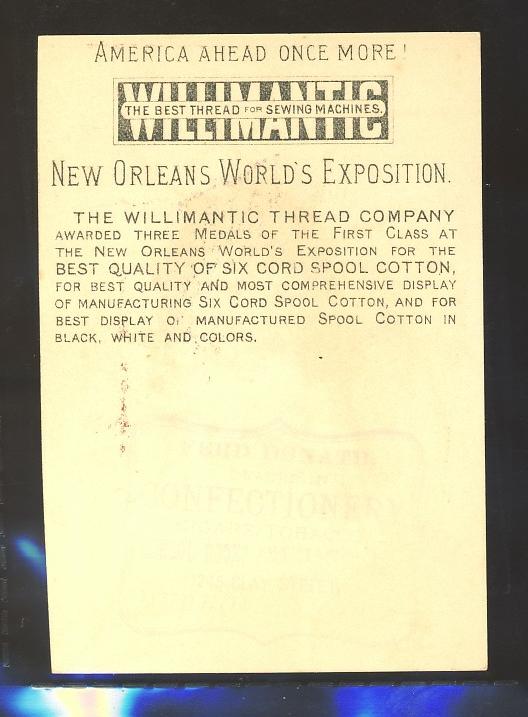 AMERICA AHEAD ONCE MORE!
WILLIMANTIC
THE BEST THREAD FOR SEWING MACHINES.
NEW ORLEANS WORLD'S EXPOSITION.
THE WILLIMANTIC THREAD COMPANY
AWARDED THREE MEDALS OF THE FIRST CLASS AT
THE NEW ORLEANS WORLD'S EXPOSITION FOR THE
BEST QUALITY OF SIX CORD SPOOL COTTON,
FOR BEST QUALITY AND MOST COMPREHENSIVE DISPLAY
OF MANUFACTURING SIX CORD SPOOL COTTON, AND FOR
BEST DISPLAY OF MANUFACTURED SPOOL COTTON IN
BLACK, WHITE AND COLORS.
CONFECTIONERY
CLAY STREET